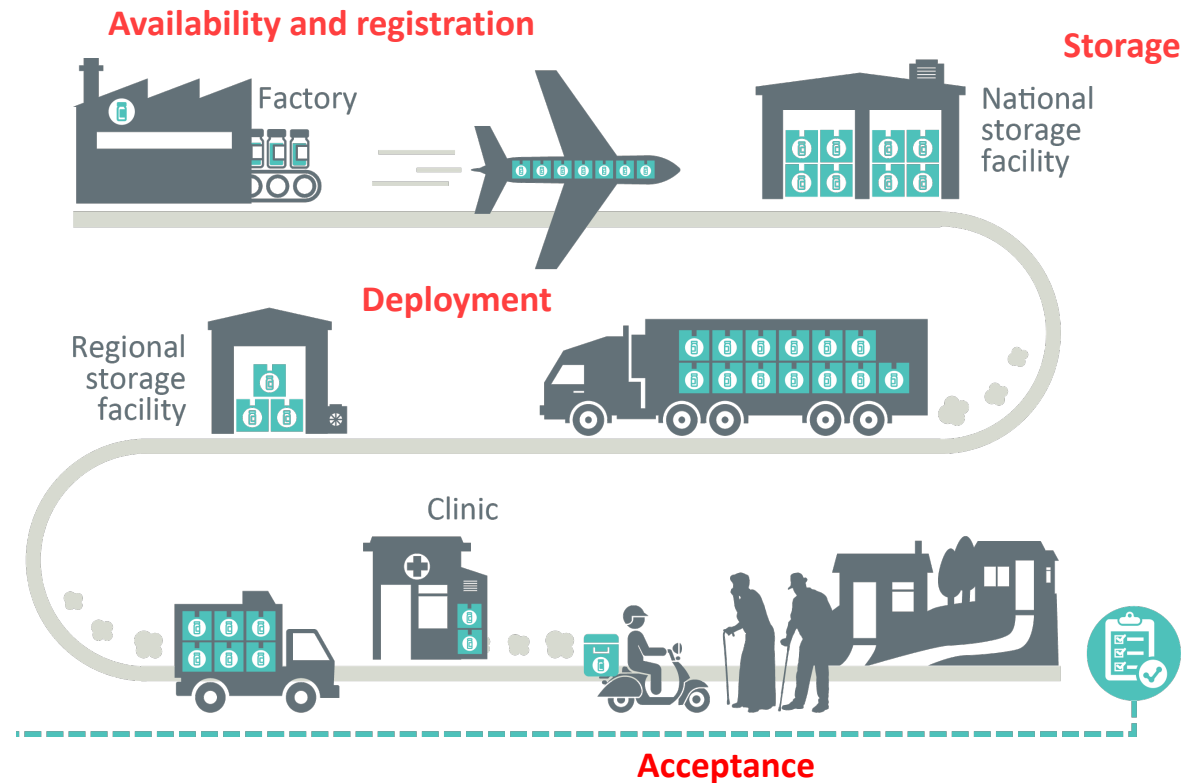 Availability and registration
Storage
Factory
National
storage
facility
Deployment
Regional
storage
facility
Clinic
Acceptance